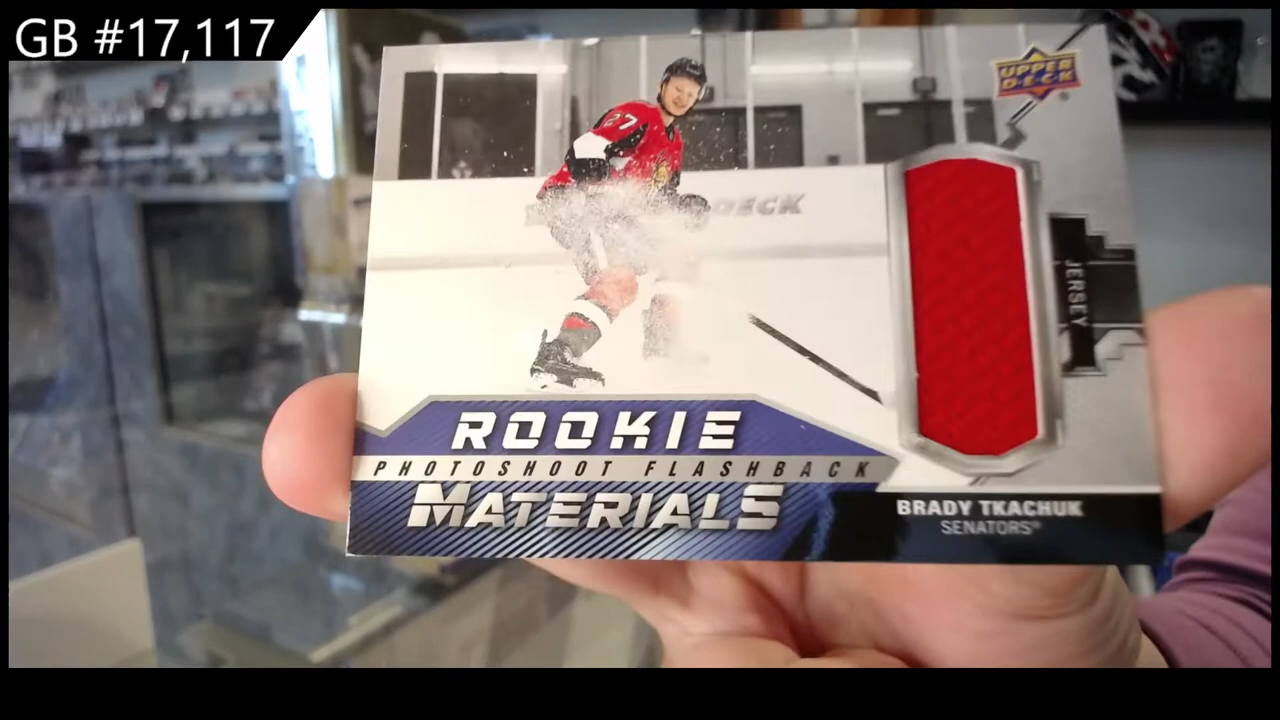 GB #17,117
UPPER
DECK
27
DECK
JERSEY
ROOKIE
PHOTOSHOOT FLASHBACK
MATERIALS
BRADY TKACHUK
SENATORS®